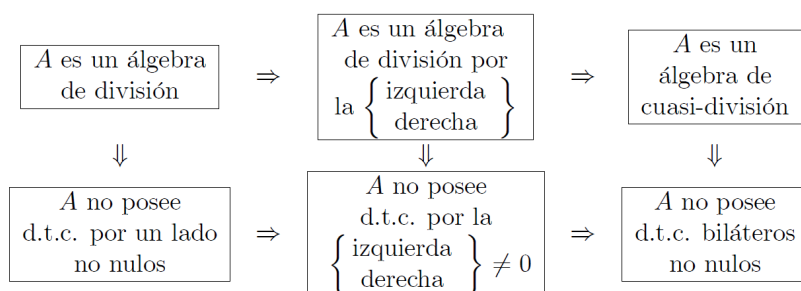 A es un álgebra
de división
⇒
A es un álgebra
de división por
la { izquierda
derecha }
⇒
A es un
álgebra de
cuasi-división
⇓ ⇓ ⇓
A no posee
d.t.c. por un lado
no nulos
⇒
A no posee
d.t.c. por la
{ izquierda
derecha } ≠ 0
⇒
A no posee
d.t.c. biláteros
no nulos